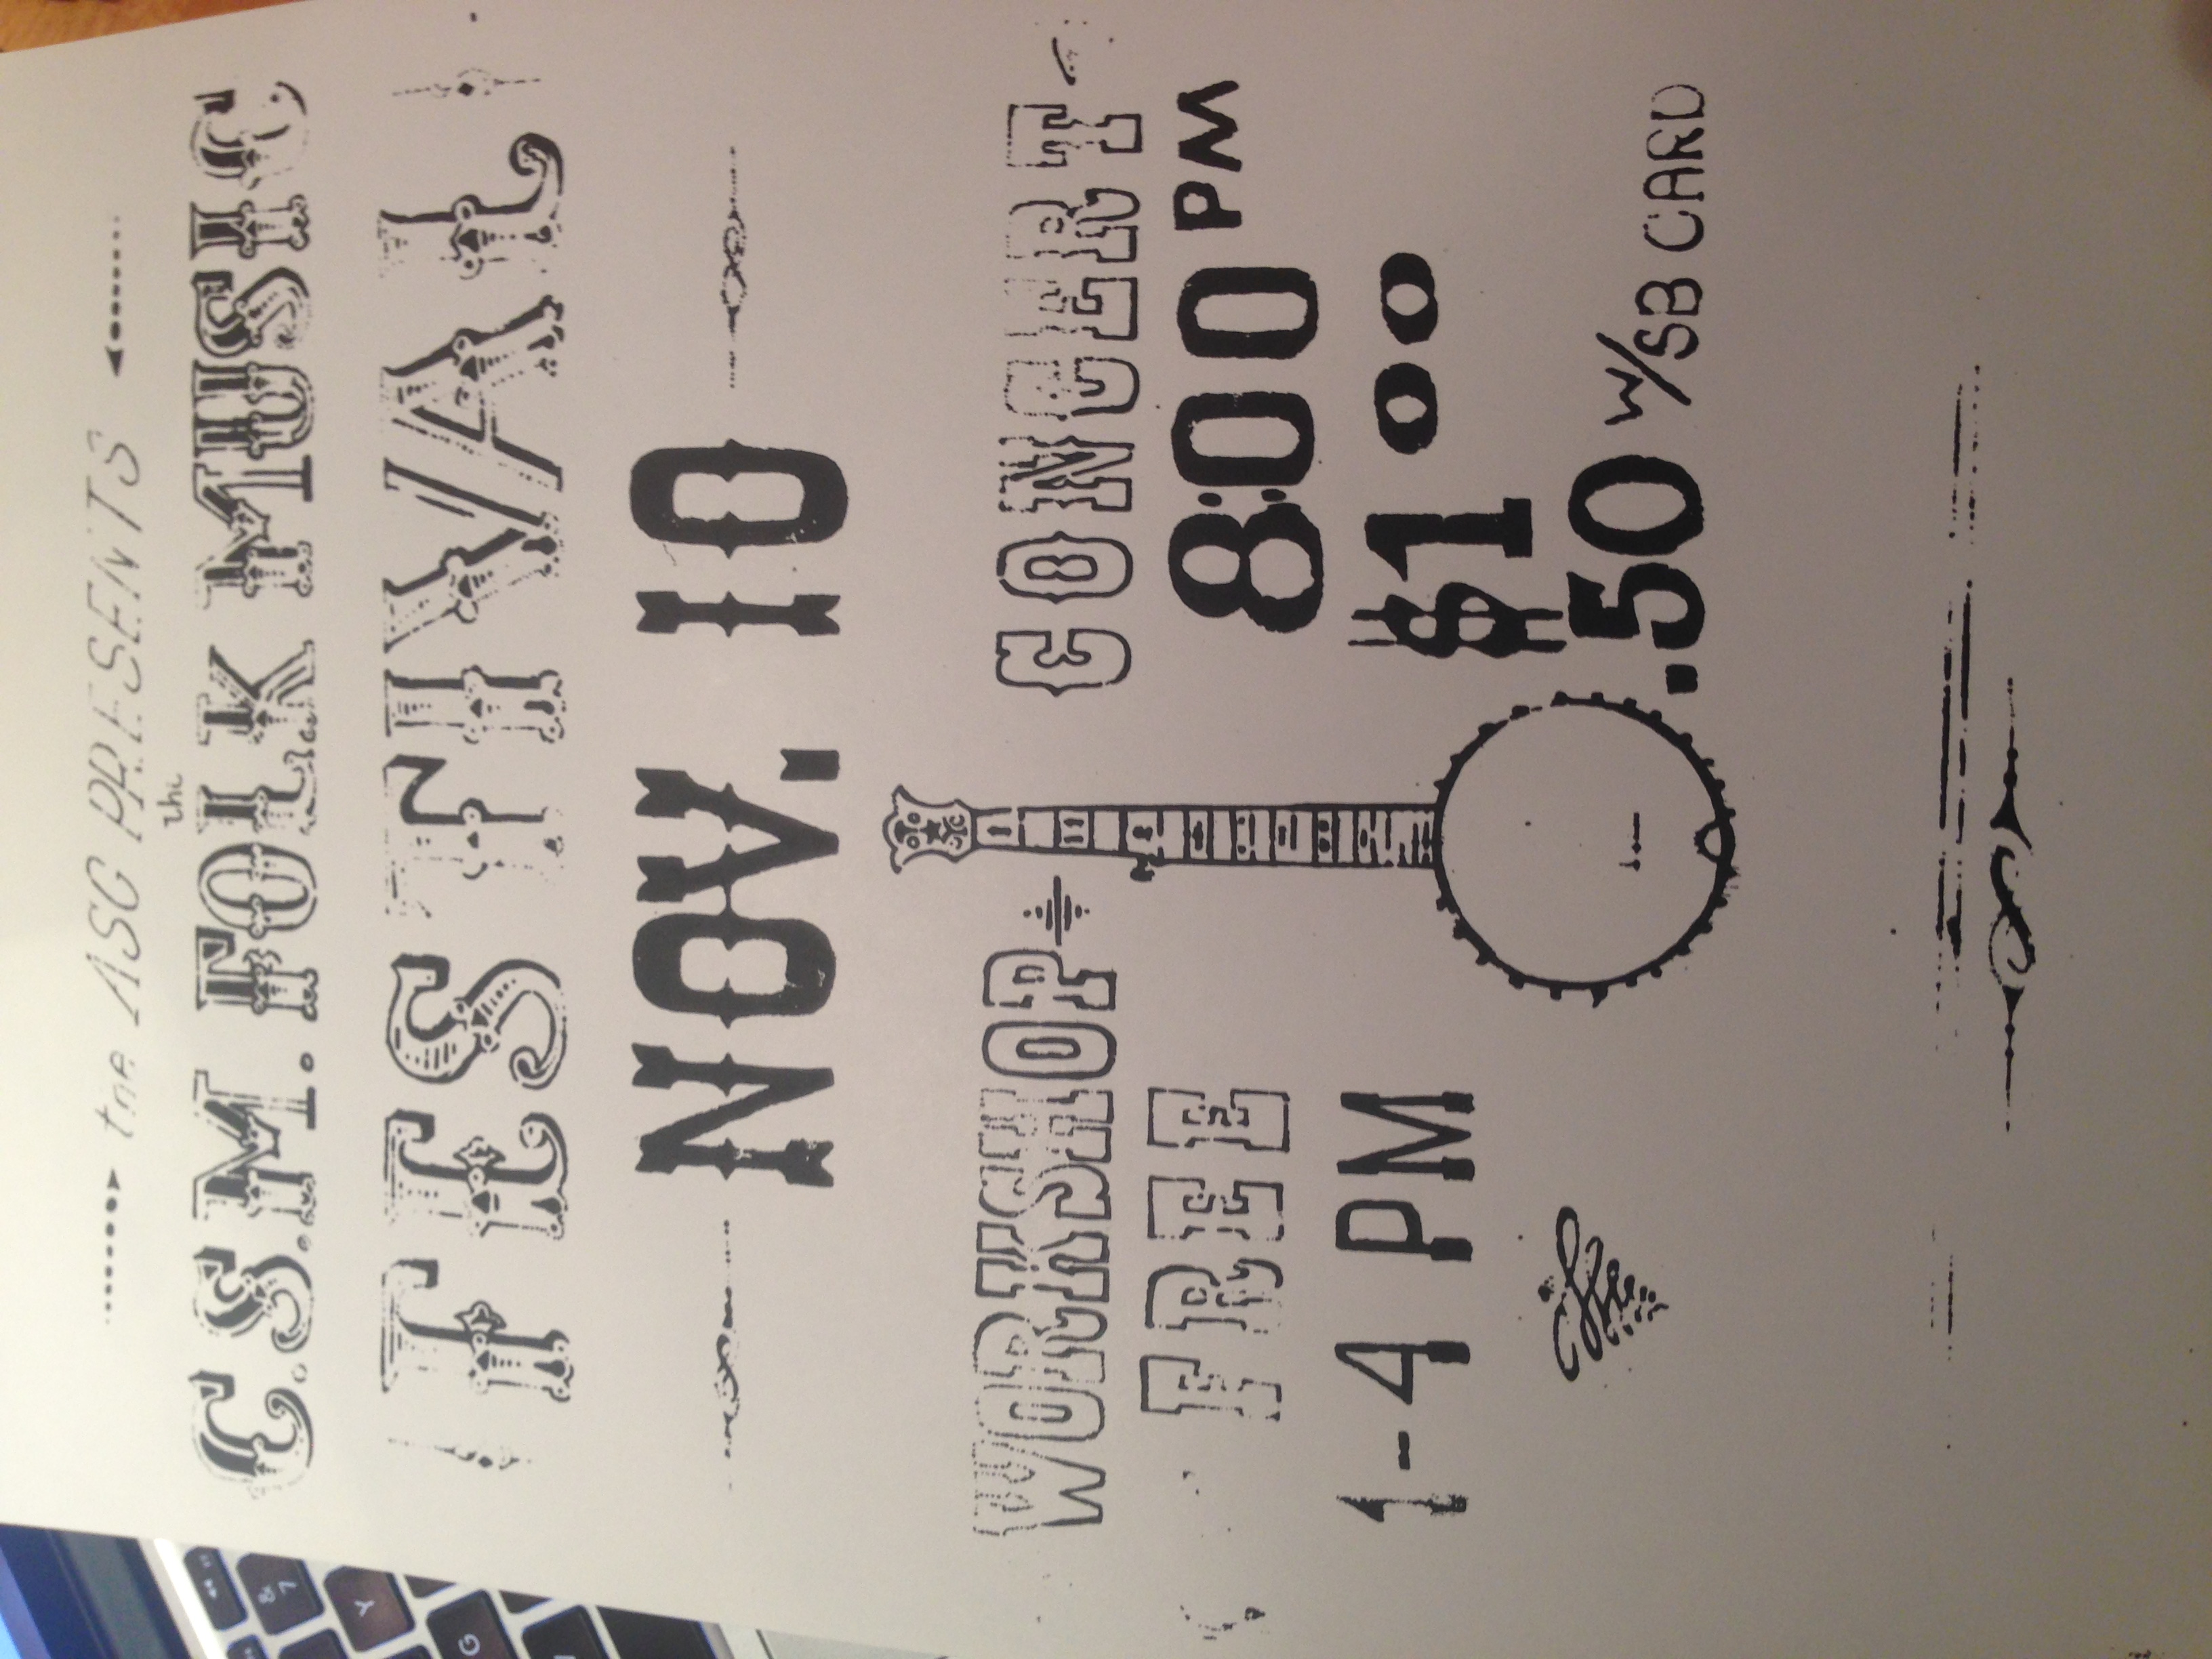 the ASG PRESENTS
the
C.S.M. FOLK MUSIC
FESTIVAL
NOV. 10
WORKSHOP
FREE
1-4 PM
CONCERT
8:00 PM
$1 00
.50 W/SB CARD
& 7
Y
G